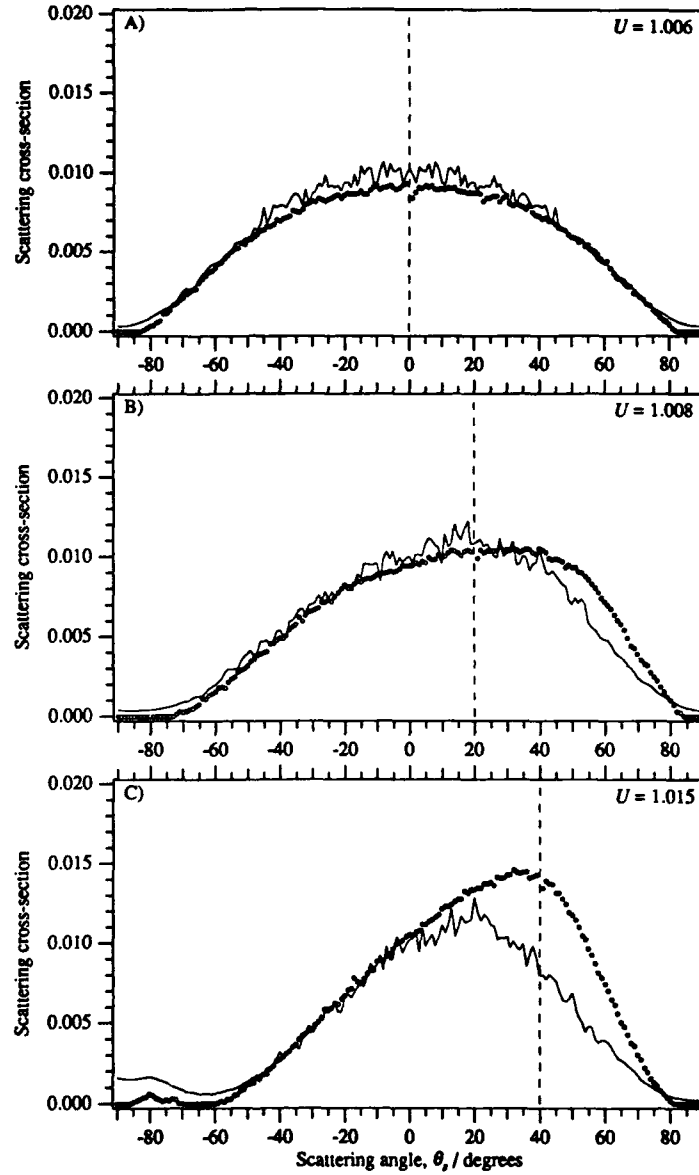 A)
U = 1.006
0.020
0.015
0.010
0.005
0.000
Scattering cross-section
-80 -60 -40 -20 0 20 40 60 80
B)
U = 1.008
0.020
0.015
0.010
0.005
0.000
Scattering cross-section
-80 -60 -40 -20 0 20 40 60 80
C)
U = 1.015
0.020
0.015
0.010
0.005
0.000
Scattering cross-section
-80 -60 -40 -20 0 20 40 60 80
Scattering angle, θs / degrees